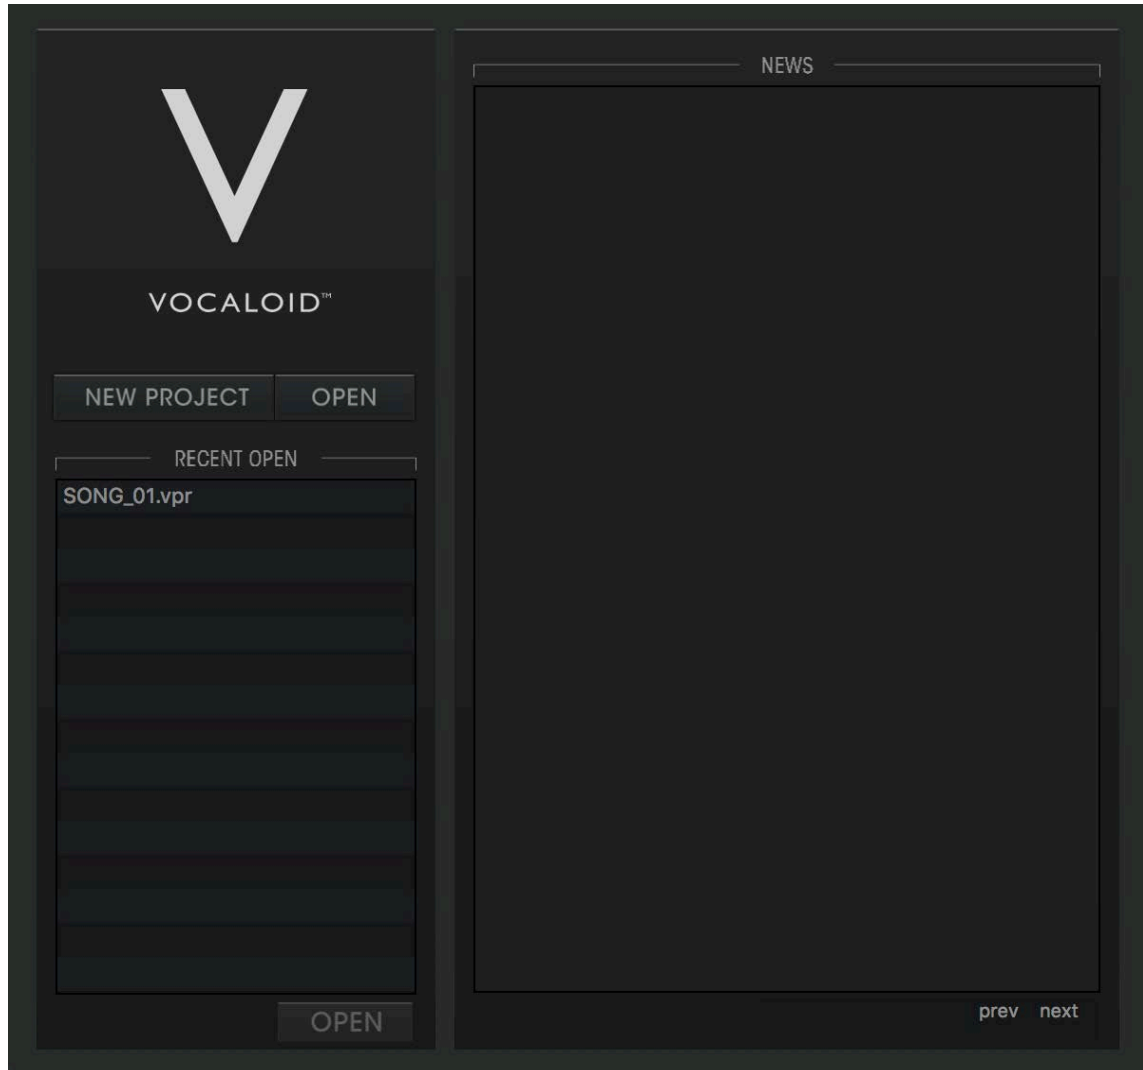 V
VOCALOID™
NEW PROJECT OPEN
RECENT OPEN
SONG_01.vpr
OPEN
NEWS
prev next